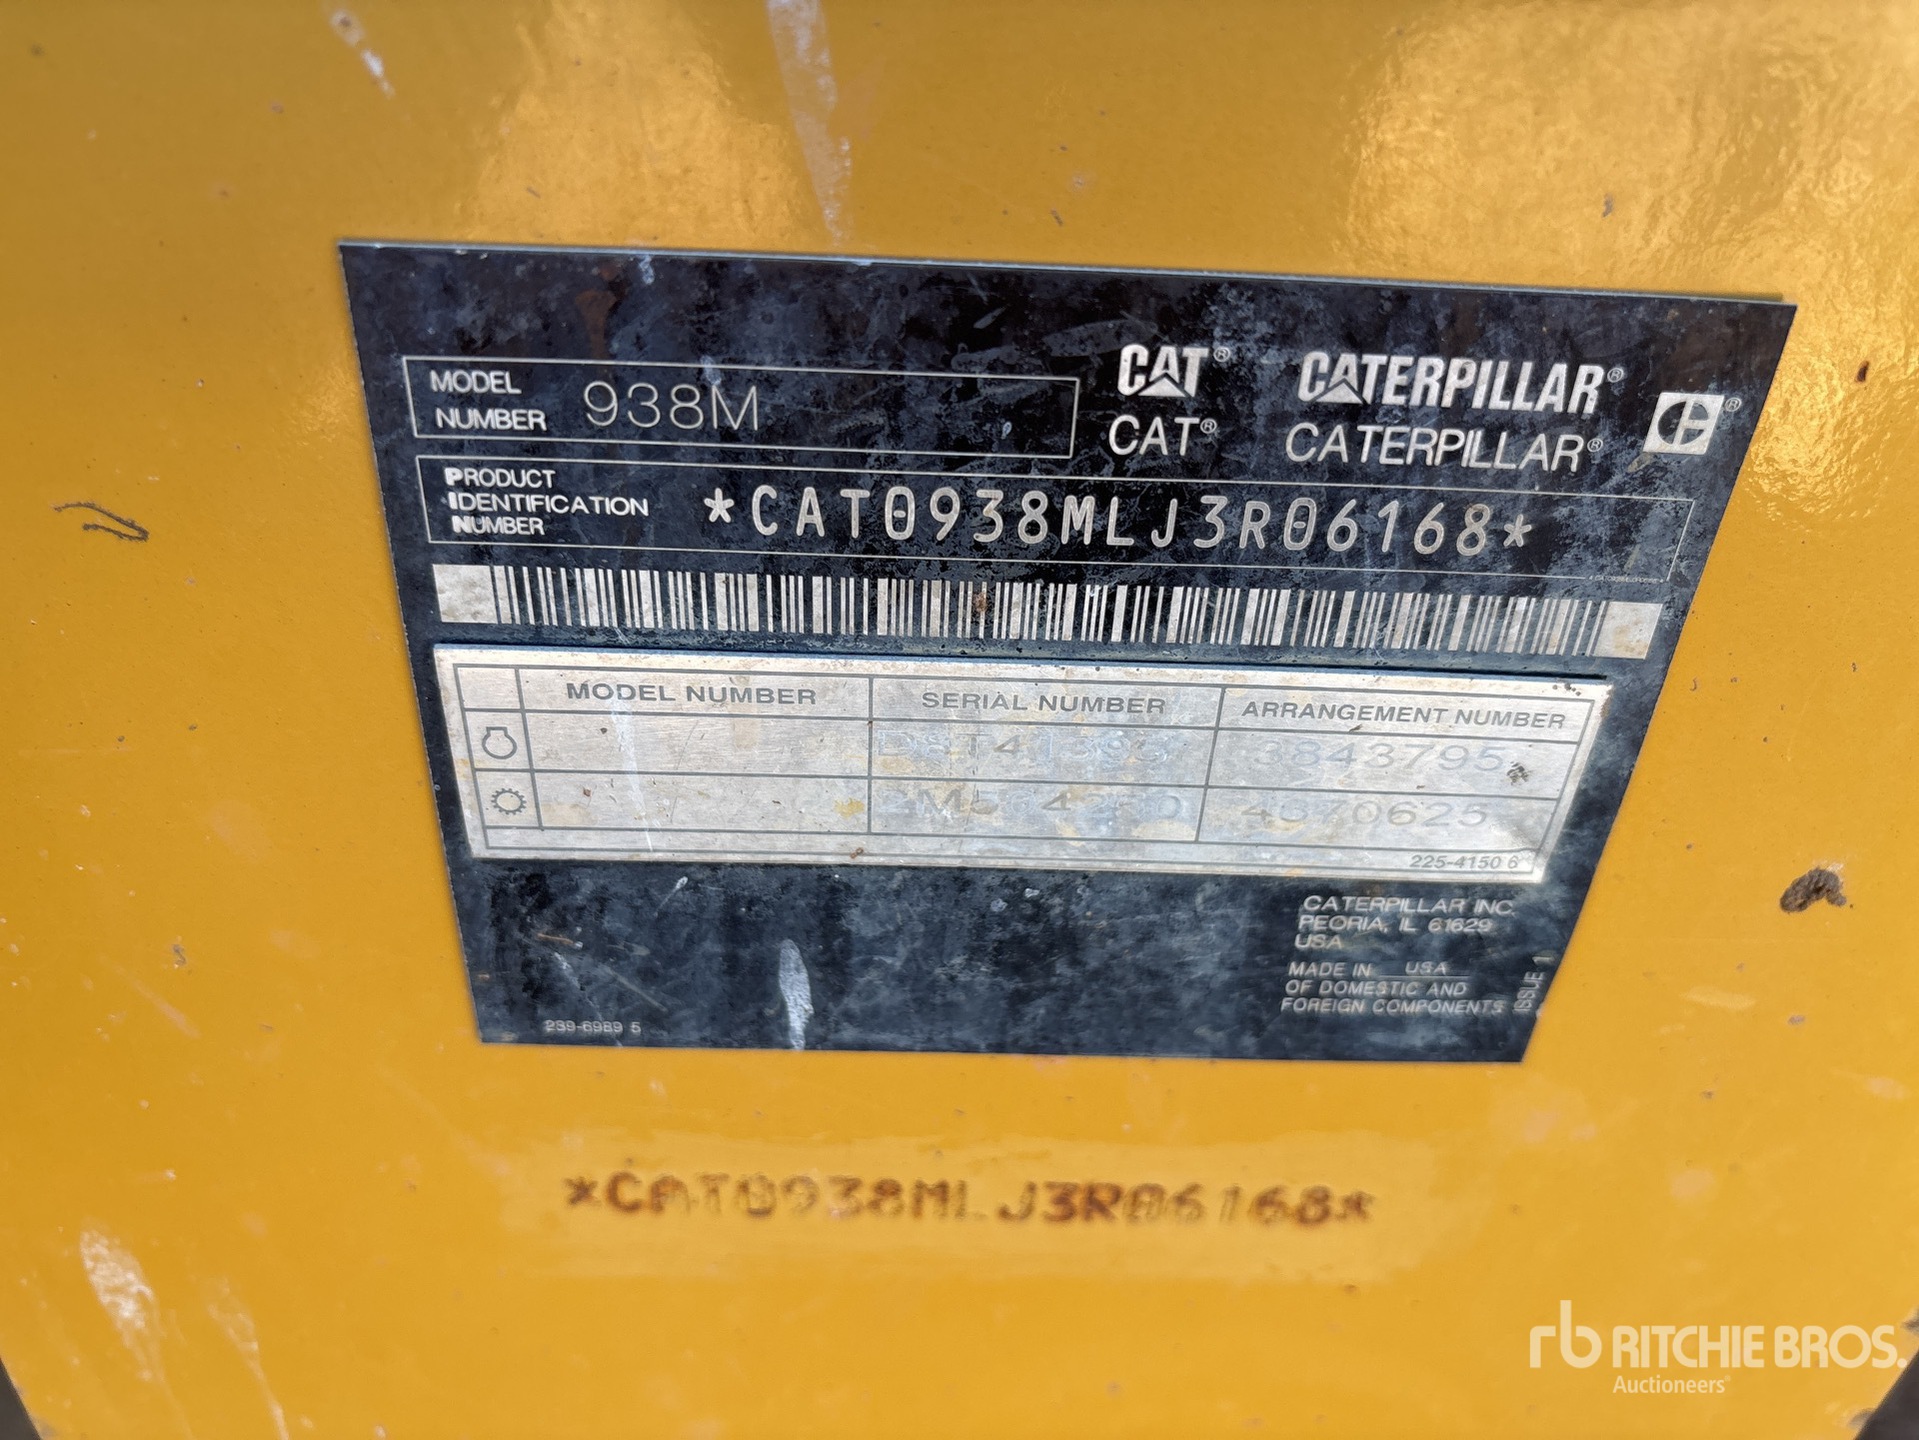 MODEL NUMBER 938M
CAT® CATERPILLAR®
CAT® CATERPILLAR®
PRODUCT IDENTIFICATION NUMBER *CAT0938MLJ3R06168*
MODEL NUMBER SERIAL NUMBER ARRANGEMENT NUMBER
3843795
225-4150 6
CATERPILLAR INC.
PEORIA, IL 61629
USA
MADE IN USA
OF DOMESTIC AND
FOREIGN COMPONENTS
ISSUE 1
239-6989 5
*CAT0938MLJ3R06168*
rb RITCHIE BROS.
Auctioneers